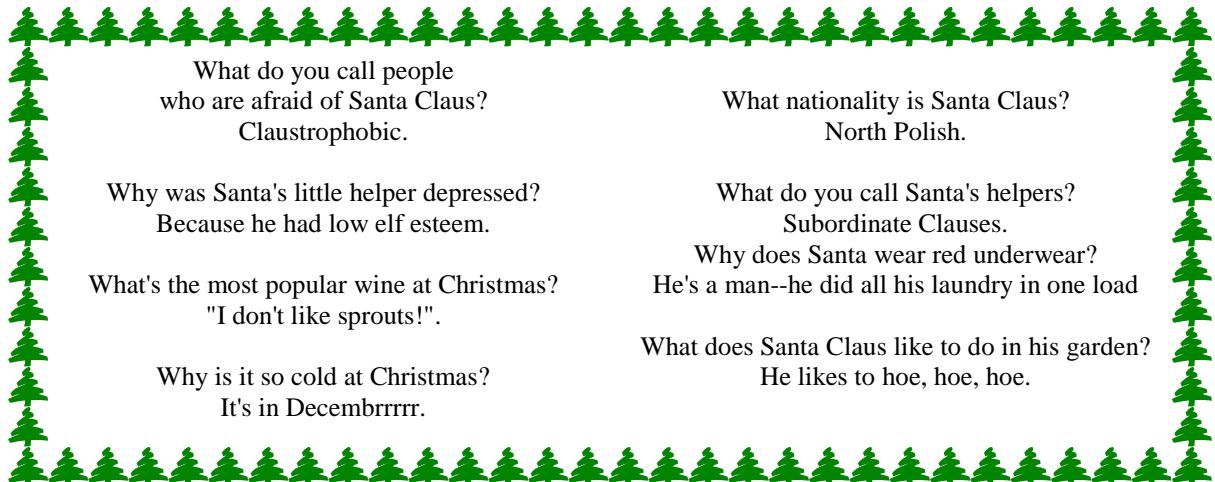 What do you call people
who are afraid of Santa Claus?
Claustrophobic.
Why was Santa's little helper depressed?
Because he had low elf esteem.
What's the most popular wine at Christmas?
"I don't like sprouts!".
Why is it so cold at Christmas?
It's in Decembrrrrr.
What nationality is Santa Claus?
North Polish.
What do you call Santa's helpers?
Subordinate Clauses.
Why does Santa wear red underwear?
He's a man--he did all his laundry in one load
What does Santa Claus like to do in his garden?
He likes to hoe, hoe, hoe.